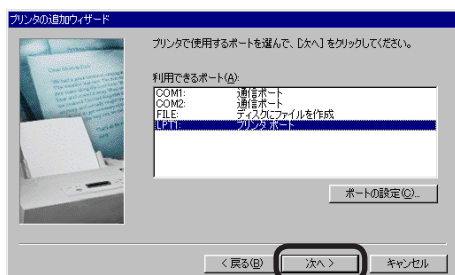 プリンタの追加ウィザード
プリンタで使用するポートを選んで、[次へ] をクリックしてください。
利用できるポート(A):
COM1: 通信ポート
COM2: 通信ポート
FILE: ディスクにファイルを作成
LPT1: プリンタ ポート
ポートの設定(C)...
< 戻る(B) 次へ > キャンセル